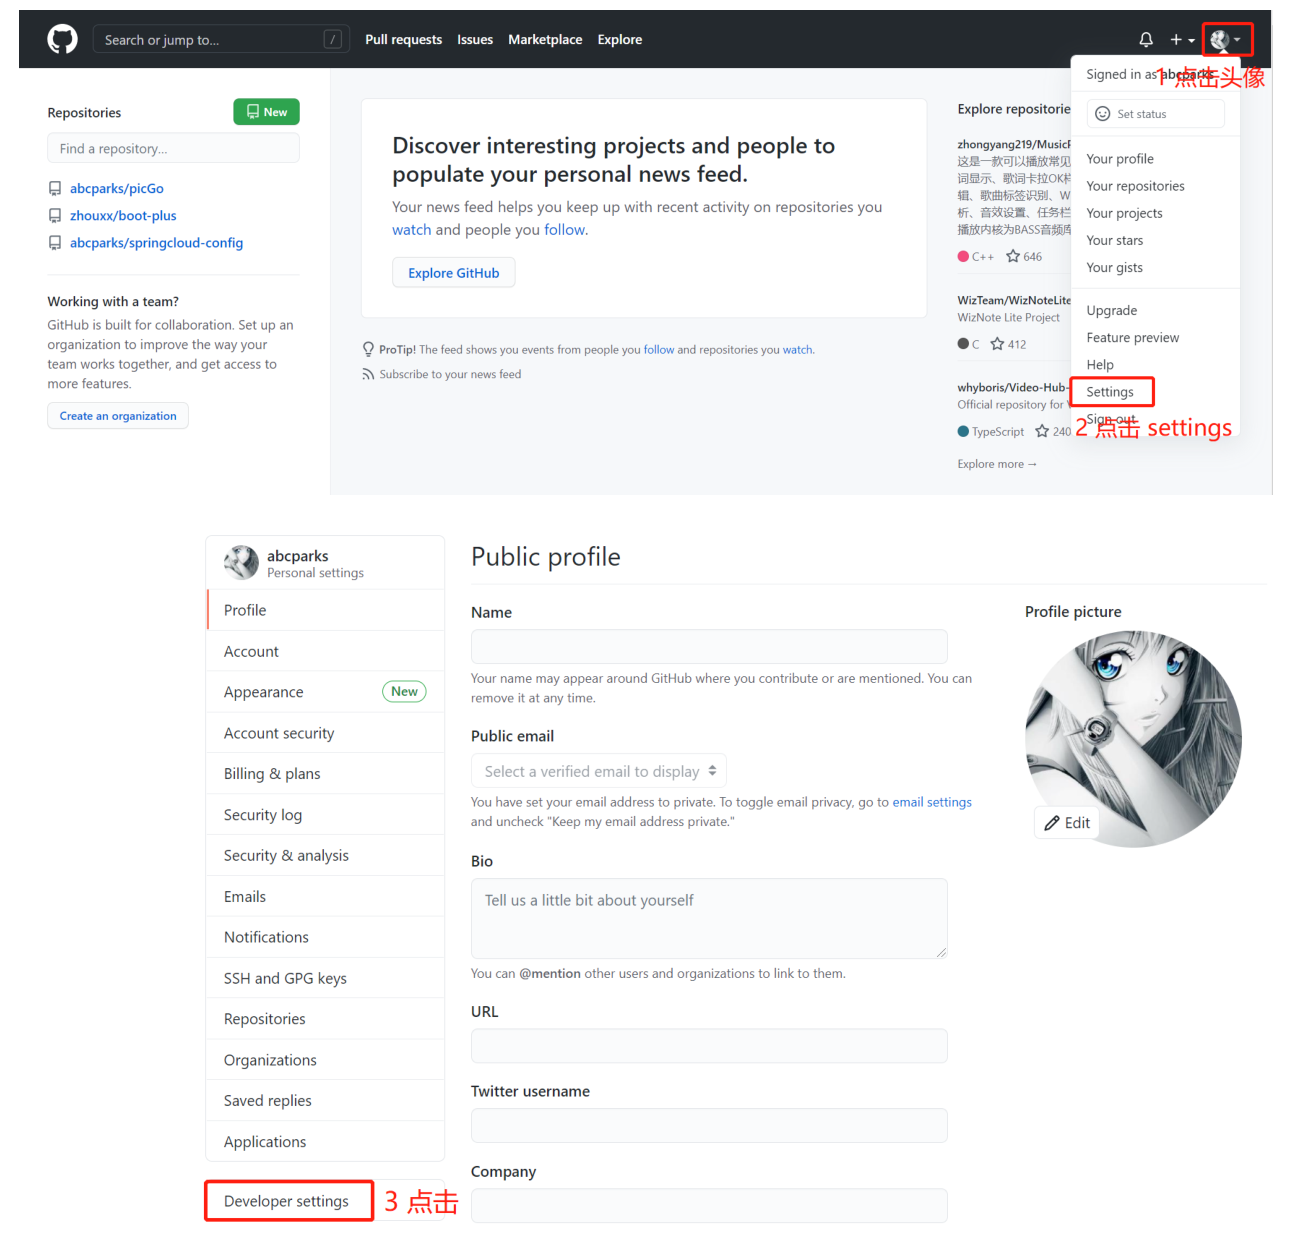 Search or jump to...
/
Pull requests Issues Marketplace Explore
Repositories
New
Find a repository...
abcparks/picGo
zhouxx/boot-plus
abcparks/springcloud-config
Working with a team?
GitHub is built for collaboration. Set up an
organization to improve the way your
team works together, and get access to
more features.
Create an organization
Discover interesting projects and people to
populate your personal news feed.
Your news feed helps you keep up with recent activity on repositories you
watch and people you follow.
Explore GitHub
ProTip! The feed shows you events from people you follow and repositories you watch.
Subscribe to your news feed
Explore repositorie
zhongyang219/Music
这是一款可以播放常见
词显示、歌词卡拉OK样
辑、歌曲标签识别、W
析、音效设置、任务栏
播放内核为BASS音频库
C++ 646
WizTeam/WizNoteLite
WizNote Lite Project
C 412
whyboris/Video-Hub-
Official repository for
TypeScript 240
Explore more →
Signed in as abcparks
1 点击头像
Set status
Your profile
Your repositories
Your projects
Your stars
Your gists
Upgrade
Feature preview
Help
Settings
Sign out
2 点击 settings
abcparks
Personal settings
Profile
Account
Appearance New
Account security
Billing & plans
Security log
Security & analysis
Emails
Notifications
SSH and GPG keys
Repositories
Organizations
Saved replies
Applications
Developer settings
3 点击
Public profile
Name
Your name may appear around GitHub where you contribute or are mentioned. You can
remove it at any time.
Public email
Select a verified email to display
You have set your email address to private. To toggle email privacy, go to email settings
and uncheck "Keep my email address private."
Bio
Tell us a little bit about yourself
You can @mention other users and organizations to link to them.
URL
Twitter username
Company
Profile picture
Edit